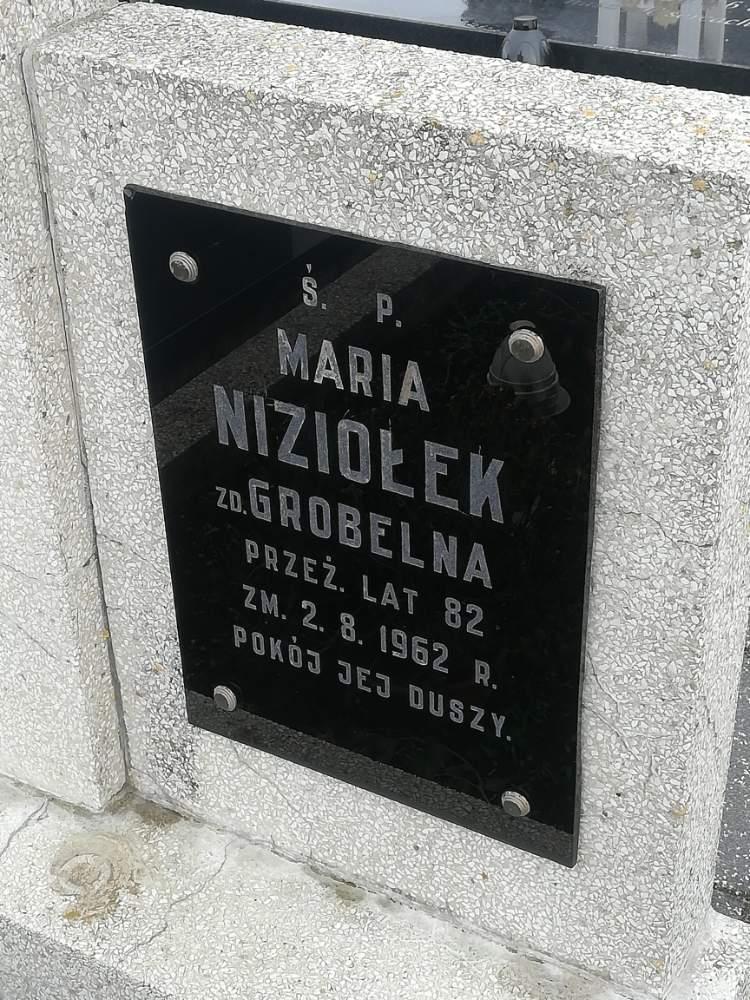 Ś. P.
MARIA
NIZIOŁEK
ZD. GROBELNA
PRZEŻ. LAT 82
ZM. 2. 8. 1962 R.
POKÓJ JEJ DUSZY.